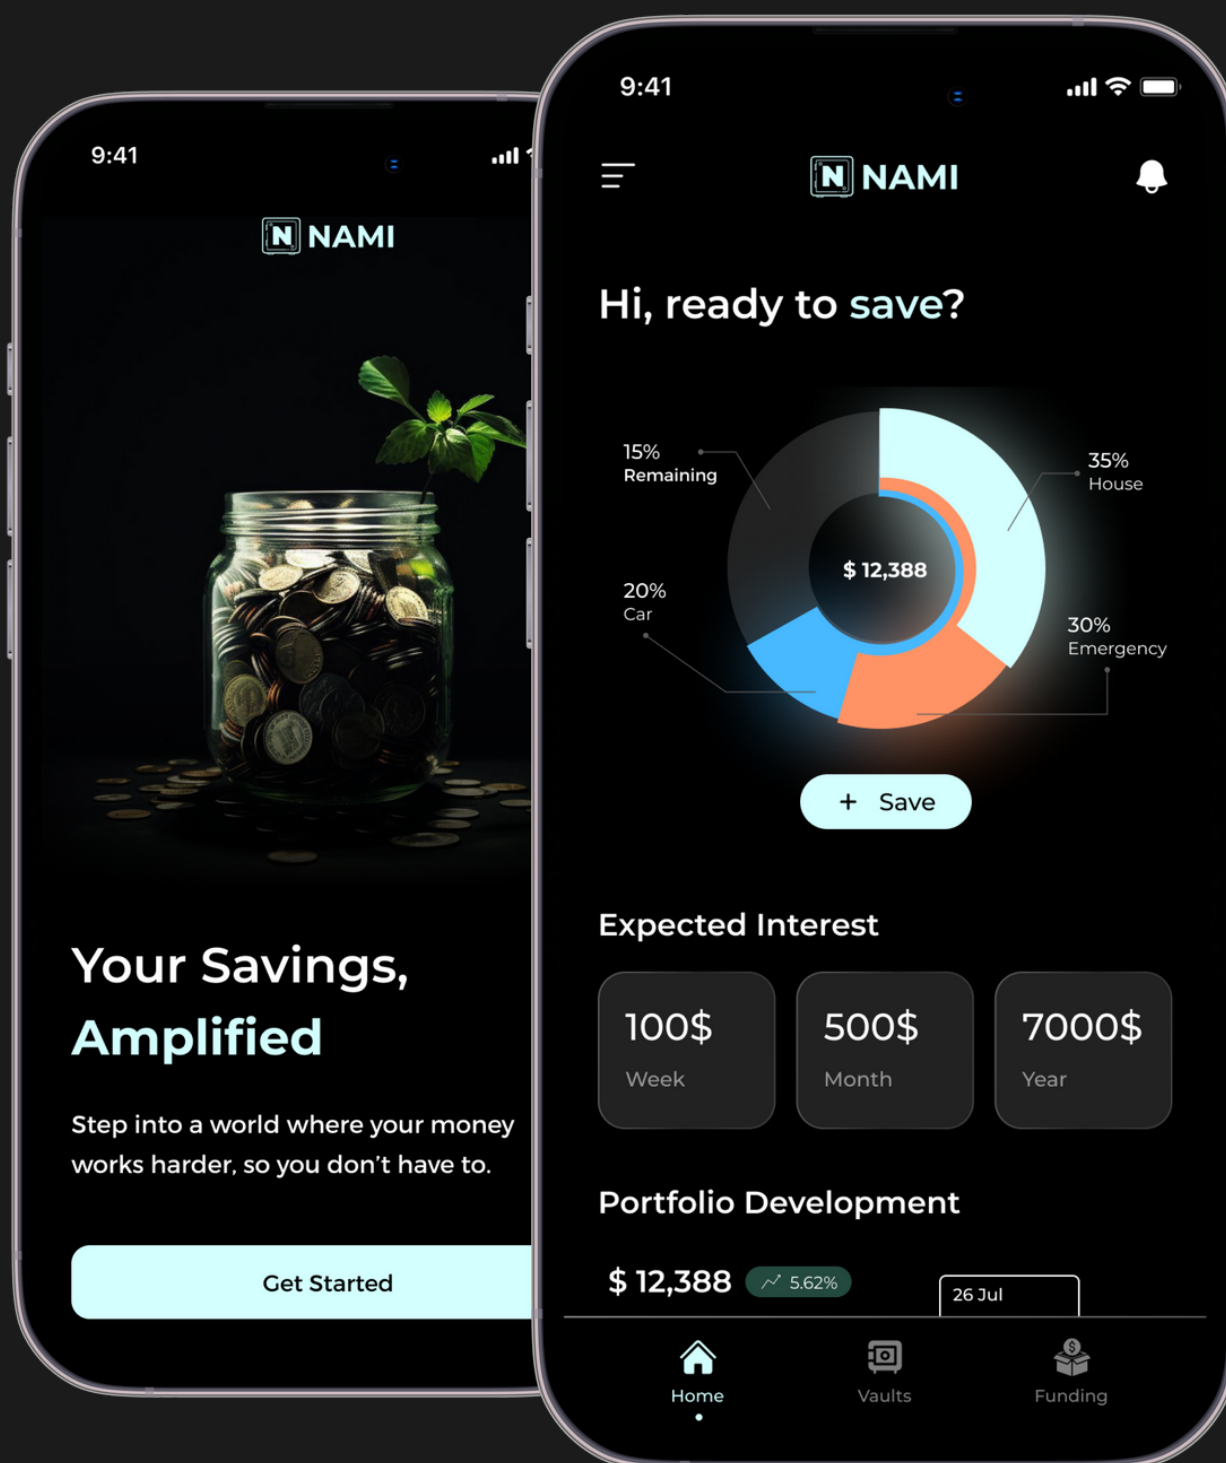 9:41
NAMI
Your Savings,
Amplified
Step into a world where your money
works harder, so you don't have to.
Get Started
9:41
N NAMI
Hi, ready to save?
15%
Remaining
35%
House
$ 12,388
20%
Car
30%
Emergency
+ Save
Expected Interest
100$
Week
500$
Month
7000$
Year
Portfolio Development
$ 12,388
5.62%
26 Jul
Home
Vaults
Funding